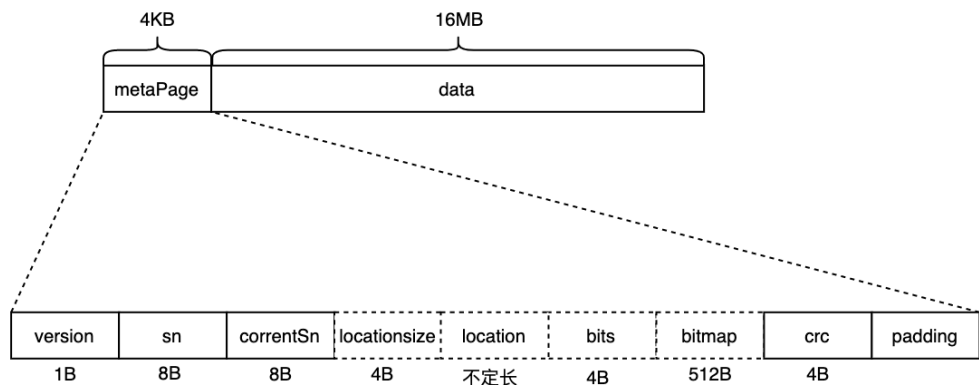 4KB 16MB
metaPage data
version sn correntSn locationsize location bits bitmap crc padding
1B 8B 8B 4B 不定长 4B 512B 4B